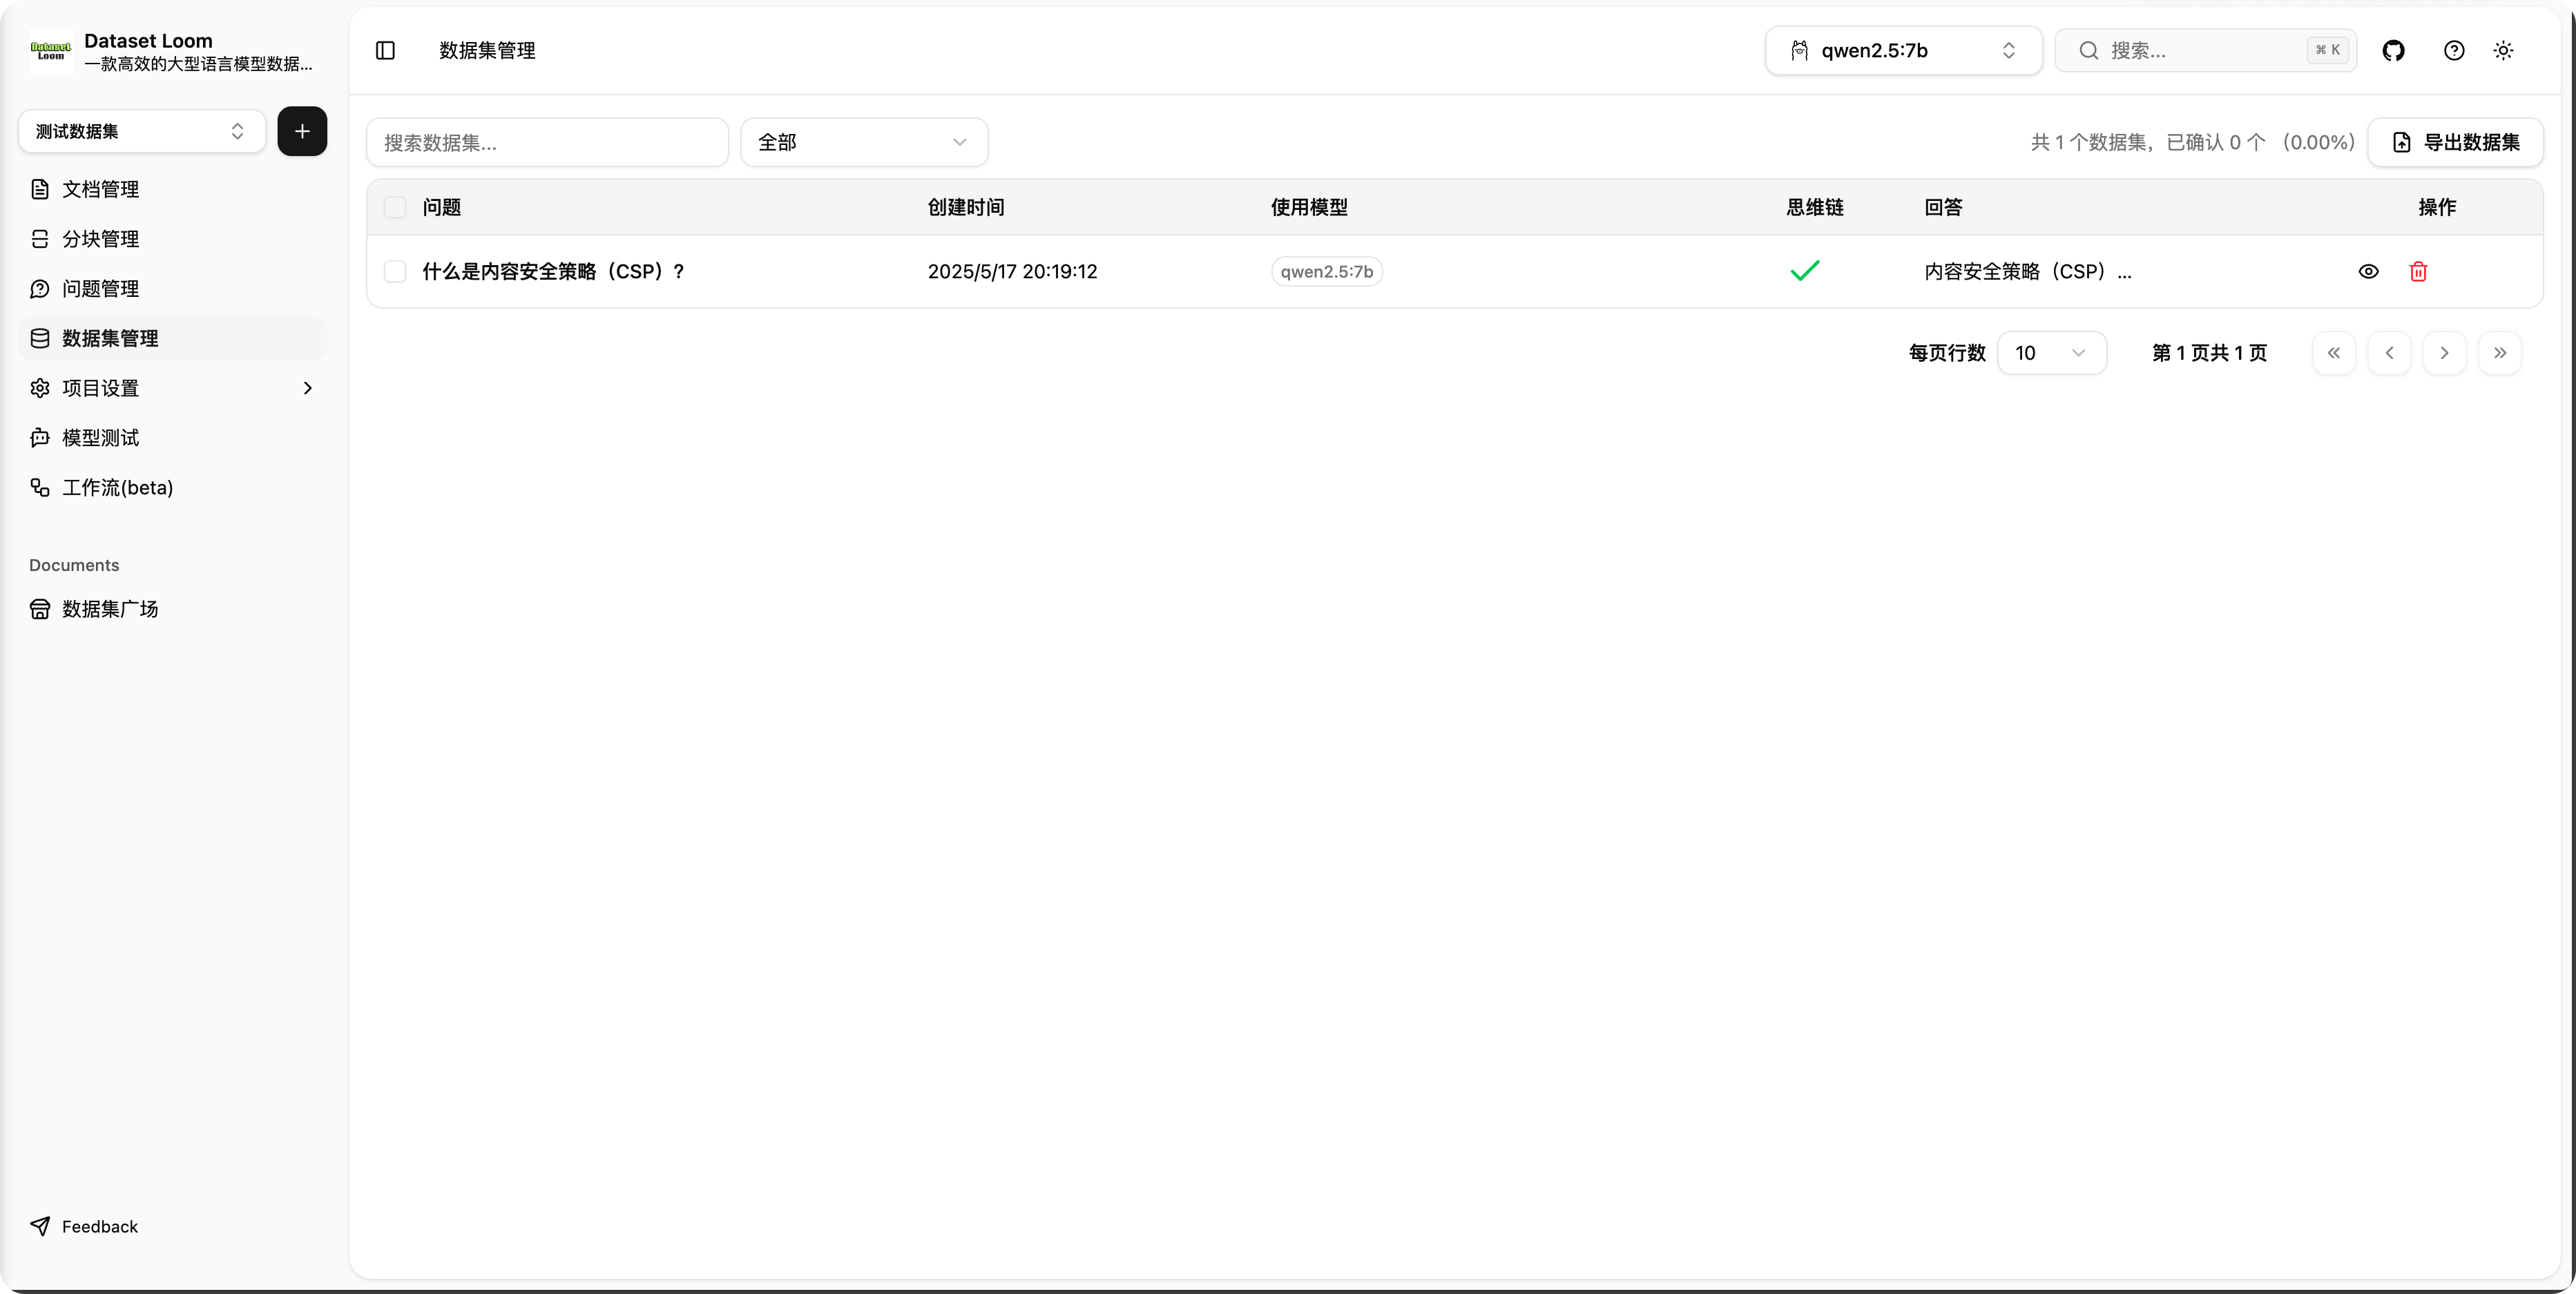 Dataset Loom
Dataset Loom
一款高效的大型语言模型数据...
测试数据集
文档管理
分块管理
问题管理
数据集管理
项目设置
模型测试
工作流(beta)
Documents
数据集广场
Feedback
数据集管理
qwen2.5:7b
搜索...
⌘ K
搜索数据集...
全部
共 1 个数据集，已确认 0 个 （0.00%）
导出数据集
问题 创建时间 使用模型 思维链 回答 操作
什么是内容安全策略（CSP）? 2025/5/17 20:19:12 qwen2.5:7b 内容安全策略（CSP）...
每页行数 10 第 1 页共 1 页